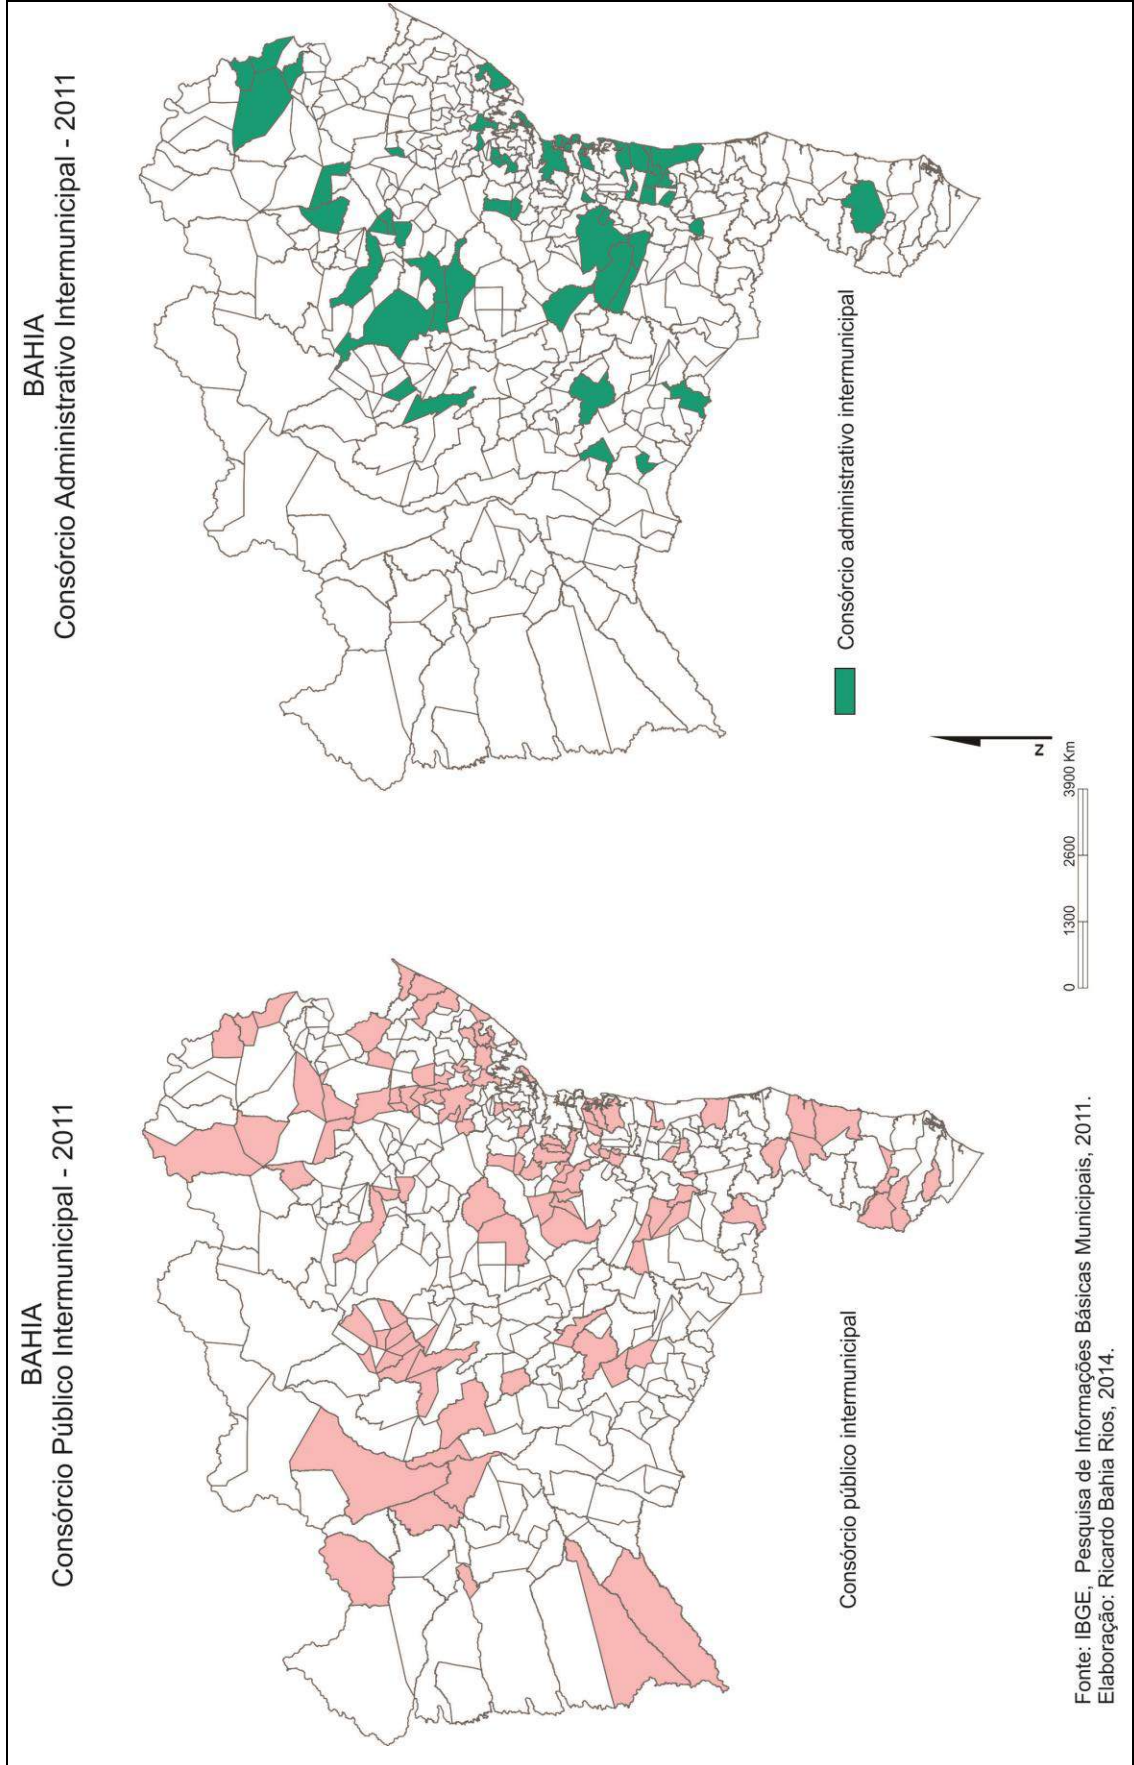 BAHIA
Consórcio Público Intermunicipal - 2011
BAHIA
Consórcio Administrativo Intermunicipal - 2011
Consórcio público intermunicipal
Consórcio administrativo intermunicipal
0 1300 2600 3900 Km
N
Fonte: IBGE, Pesquisa de Informações Básicas Municipais, 2011.
Elaboração: Ricardo Bahia Rios, 2014.